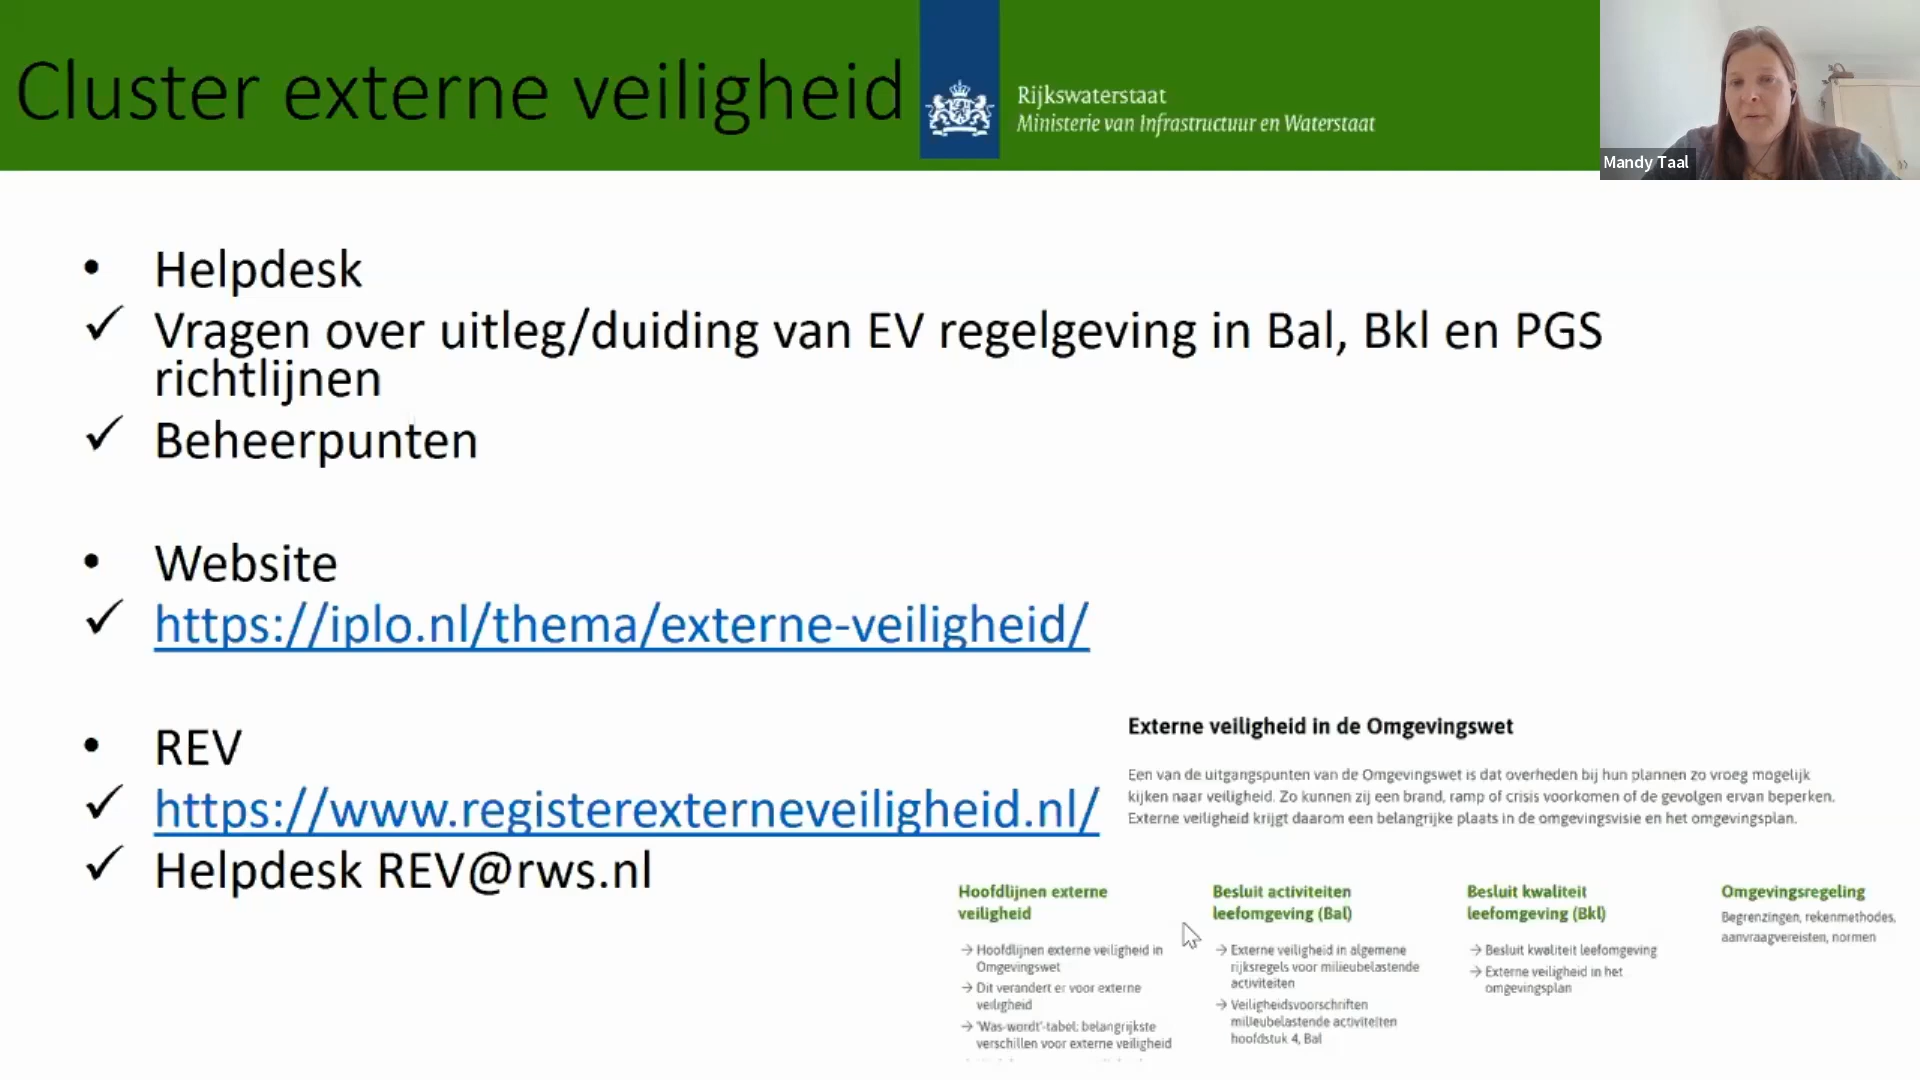 Cluster externe veiligheid
Rijkswaterstaat
Ministerie van Infrastructuur en Waterstaat
Mandy Taal
• Helpdesk
✓ Vragen over uitleg/duiding van EV regelgeving in Bal, Bkl en PGS
richtlijnen
✓ Beheerpunten
• Website
✓ https://iplo.nl/thema/externe-veiligheid/
• REV
✓ https://www.registerexterneveiligheid.nl/
✓ Helpdesk REV@rws.nl
Externe veiligheid in de Omgevingswet
Een van de uitgangspunten van de Omgevingswet is dat overheden bij hun plannen zo vroeg mogelijk
kijken naar veiligheid. Zo kunnen zij een brand, ramp of crisis voorkomen of de gevolgen ervan beperken.
Externe veiligheid krijgt daarom een belangrijke plaats in de omgevingsvisie en het omgevingsplan.
Hoofdlijnen externe
veiligheid
→ Hoofdlijnen externe veiligheid in
Omgevingswet
→ Dit verandert er voor externe
veiligheid
→ 'Was-wordt'-tabel: belangrijkste
verschillen voor externe veiligheid
Besluit activiteiten
leefomgeving (Bal)
→ Externe veiligheid in algemene
rijksregels voor milieubelastende
activiteiten
→ Veiligheidsvoorschriften
milieubelastende activiteiten
hoofdstuk 4, Bal
Besluit kwaliteit
leefomgeving (Bkl)
→ Besluit kwaliteit leefomgeving
→ Externe veiligheid in het
omgevingsplan
Omgevingsregeling
Begrenzingen, rekenmethodes,
aanvraagvereisten, normen